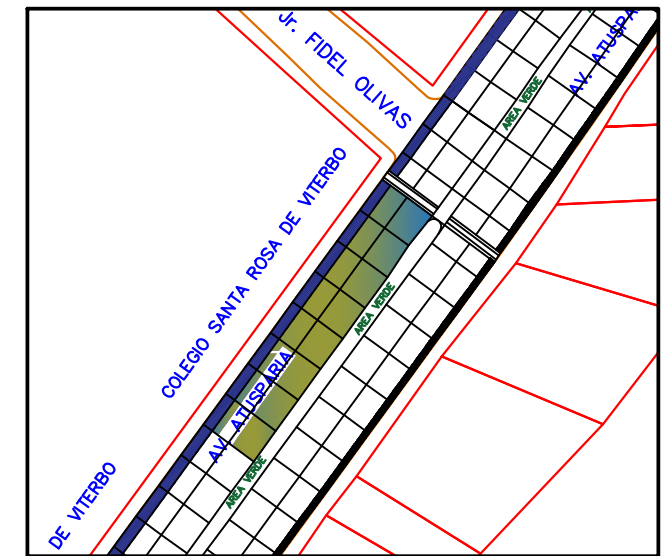 Jr. FIDEL OLIVAS
AV. ATUSPA
AREA VERDE
COLEGIO SANTA ROSA DE VITERBO
AREA VERDE
AV. ATUSPARIA
AREA VERDE
DE VITERBO